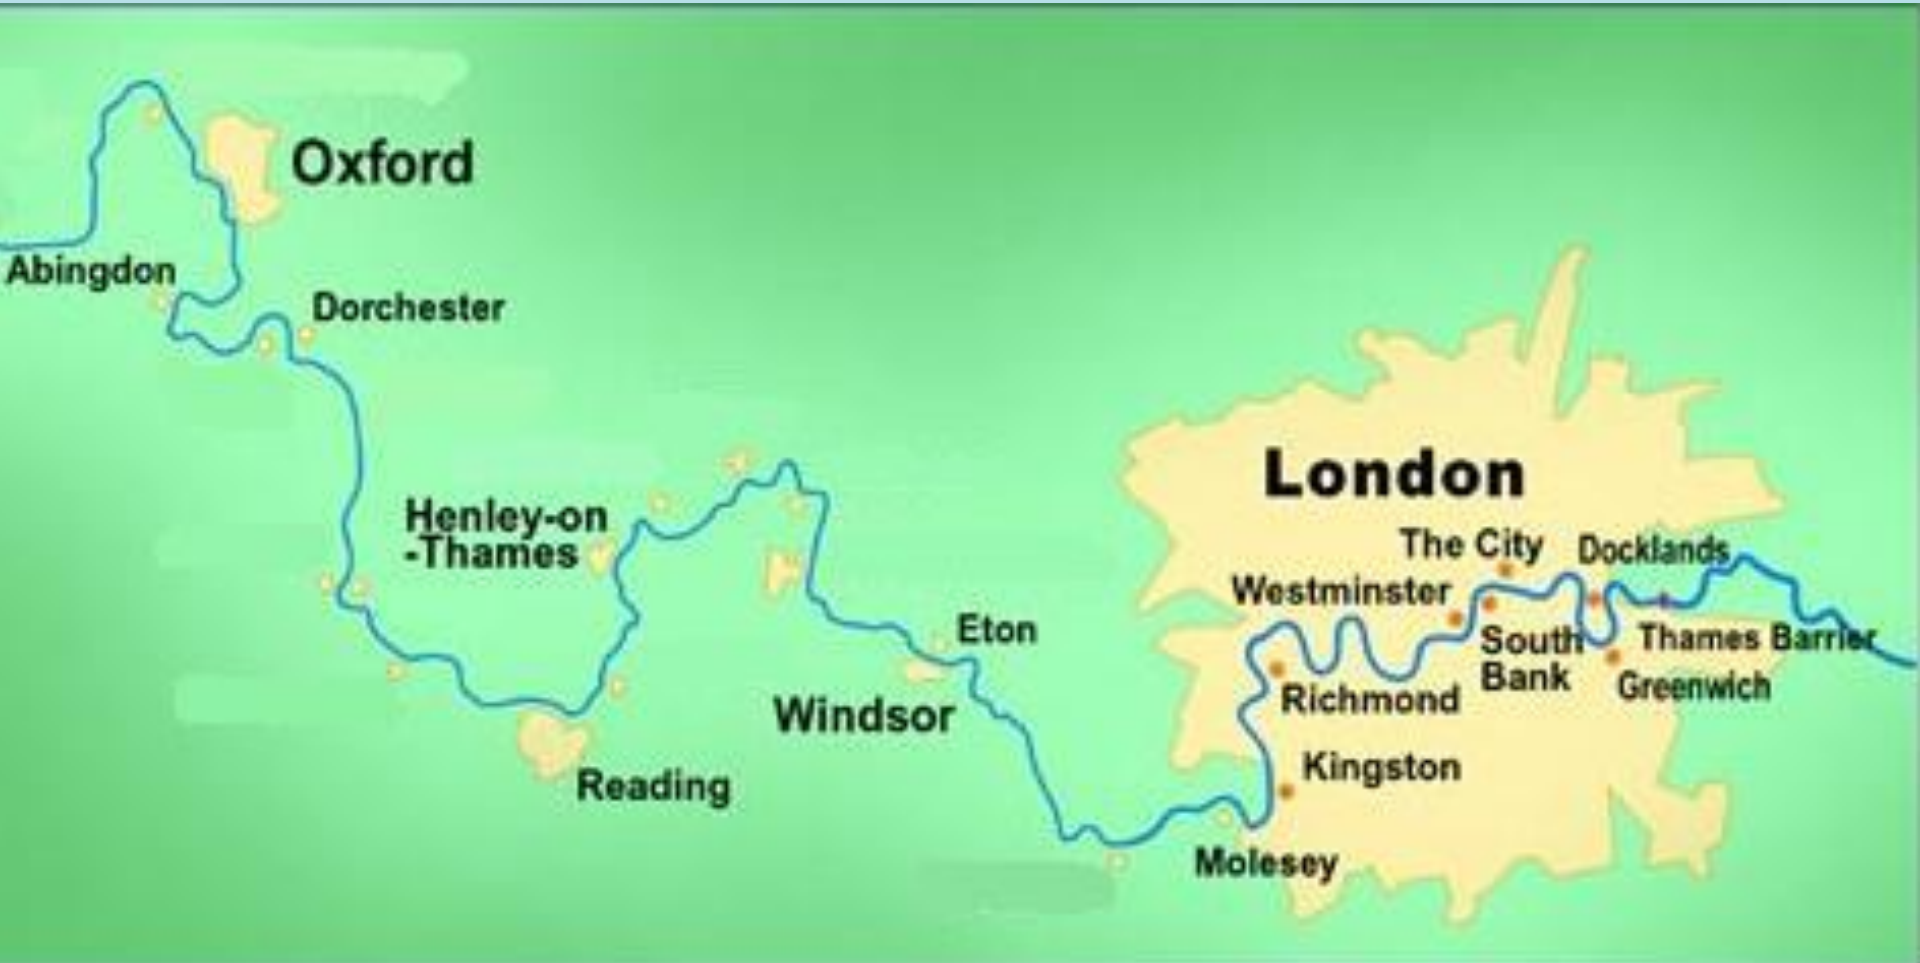 Oxford
Abingdon
Dorchester
Henley-on
-Thames
Reading
Windsor
Eton
London
The City
Docklands
Westminster
South
Bank
Thames Barrier
Greenwich
Richmond
Kingston
Molesey